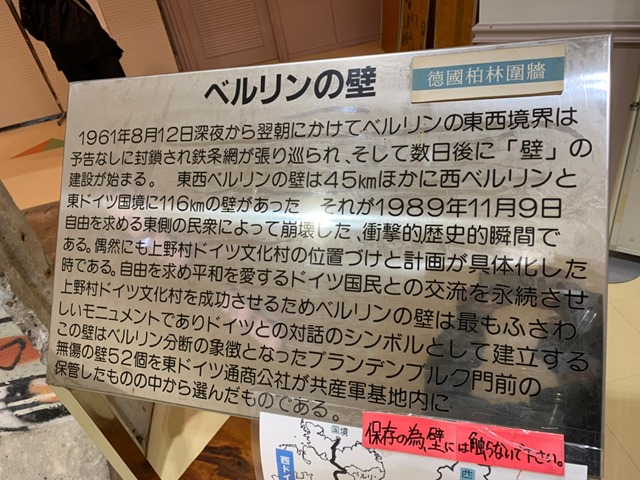 ベルリンの壁
德國柏林圍牆
1961年8月12日深夜から翌朝にかけてベルリンの東西境界は
予告なしに封鎖され鉄条網が張り巡られ、そして数日後に「壁」の
建設が始まる。 東西ベルリンの壁は45㎞ほかに西ベルリンと
東ドイツ国境に116㎞の壁があった それが1989年11月9日
自由を求める東側の民衆によって崩壊した、衝撃的歴史的瞬間で
ある。偶然にも上野村ドイツ文化村の位置づけと計画が具体化した
時である。自由を求め平和を愛するドイツ国民との交流を永続させ
上野村ドイツ文化村を成功させるためベルリンの壁は最もふさわ
しいモニュメントでありドイツとの対話のシンボルとして建立する
この壁はベルリン分断の象徴となったブランデンブルク門前の
無傷の壁52個を東ドイツ通商公社が共産軍基地内に
保管したものの中から選んだものである。
保存の為、壁には触らないで下さい。
国境
西ドイ
ベルリン
西